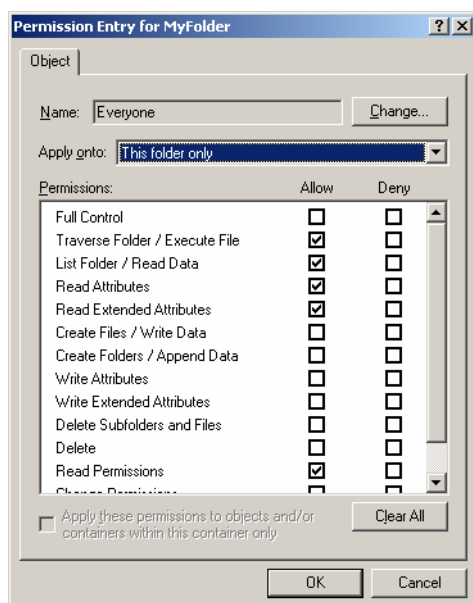 Permission Entry for MyFolder
Object
Name: Everyone Change...
Apply onto: This folder only
Permissions: Allow Deny
Full Control
Traverse Folder / Execute File
List Folder / Read Data
Read Attributes
Read Extended Attributes
Create Files / Write Data
Create Folders / Append Data
Write Attributes
Write Extended Attributes
Delete Subfolders and Files
Delete
Read Permissions
Change Permissions
Apply these permissions to objects and/or
containers within this container only
Clear All
OK Cancel